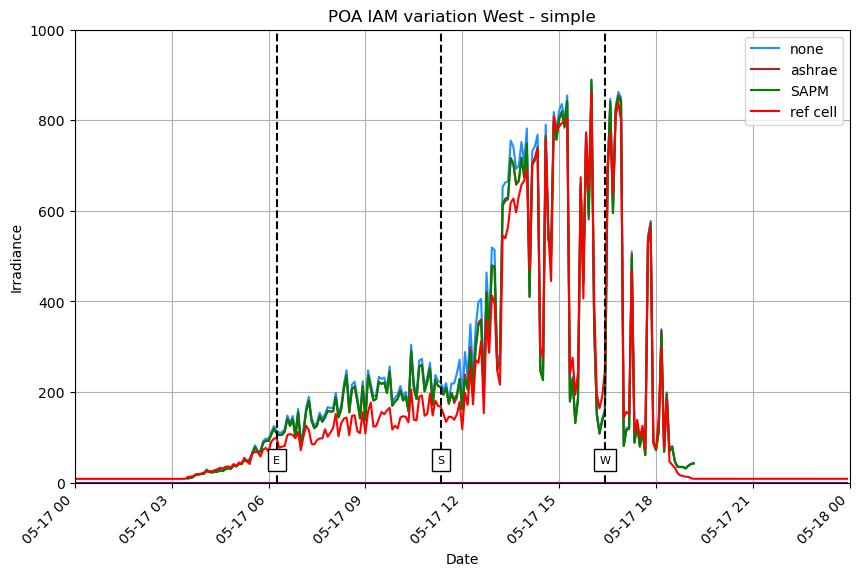 POA IAM variation West - simple
none
ashrae
SAPM
ref cell
1000
800
600
400
200
0
Irradiance
E
S
W
05-17 00
05-17 03
05-17 06
05-17 09
05-17 12
05-17 15
05-17 18
05-17 21
05-18 00
Date